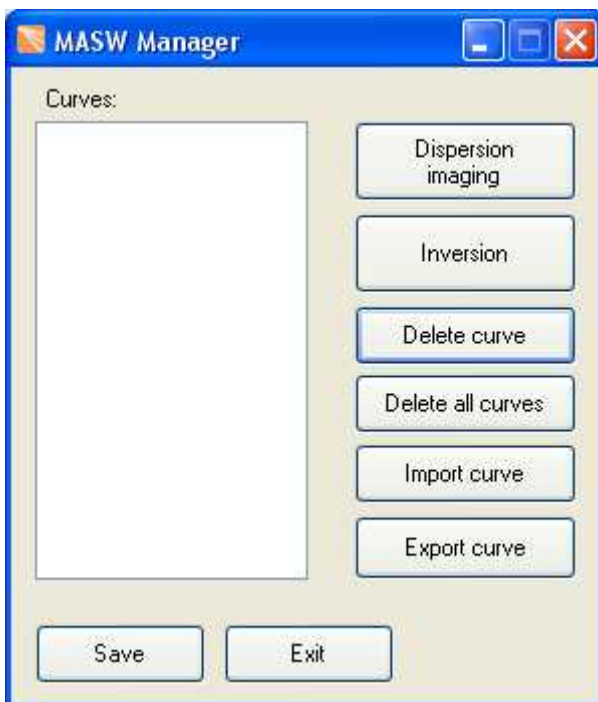 MASW Manager
Curves:
Dispersion
imaging
Inversion
Delete curve
Delete all curves
Import curve
Export curve
Save
Exit